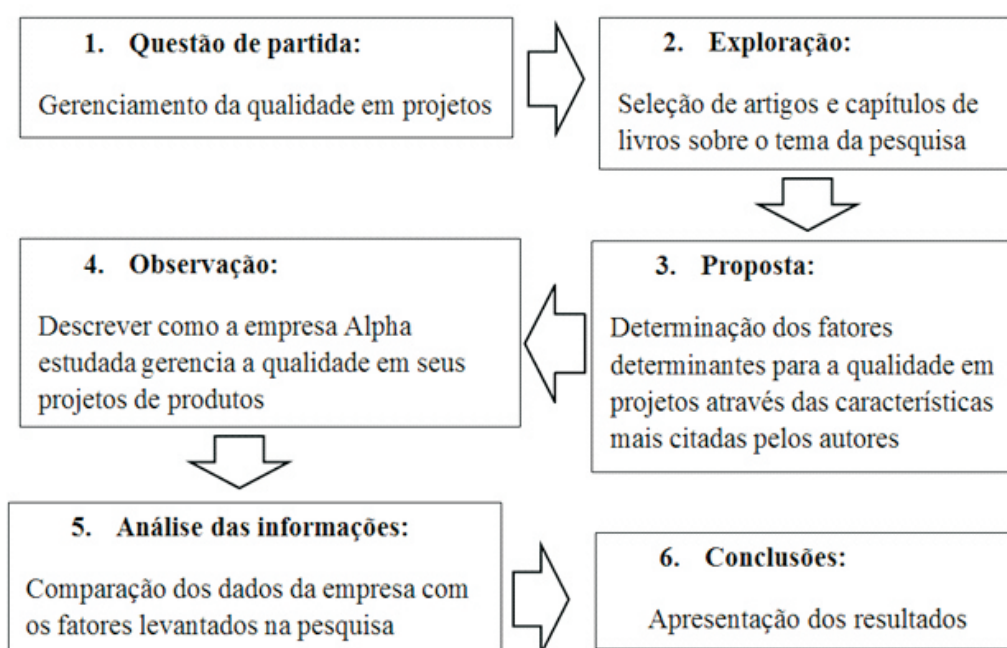 1. Questão de partida:
Gerenciamento da qualidade em projetos
2. Exploração:
Seleção de artigos e capítulos de
livros sobre o tema da pesquisa
3. Proposta:
Determinação dos fatores
determinantes para a qualidade em
projetos através das características
mais citadas pelos autores
4. Observação:
Descrever como a empresa Alpha
estudada gerencia a qualidade em seus
projetos de produtos
5. Análise das informações:
Comparação dos dados da empresa com
os fatores levantados na pesquisa
6. Conclusões:
Apresentação dos resultados